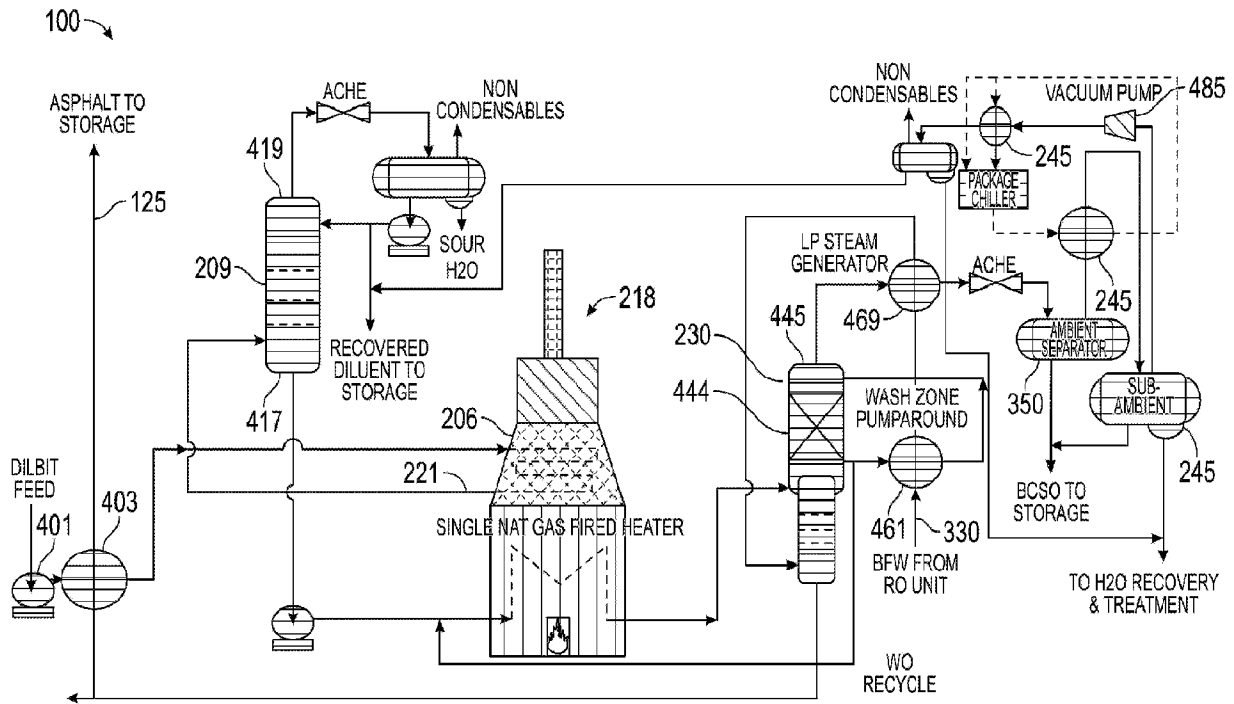 100
ASPHALT TO
STORAGE
125
ACHE
NON
CONDENSABLES
419
209
417
SOUR
H2O
RECOVERED
DILUENT TO
STORAGE
218
206
221
SINGLE NAT GAS FIRED HEATER
DILBIT
FEED
401
403
NON
CONDENSABLES
VACUUM PUMP
485
245
PACKAGE
CHILLER
LP STEAM
GENERATOR
ACHE
245
469
445
230
444
WASH ZONE
PUMPAROUND
AMBIENT
SEPARATOR
350
SUB-
AMBIENT
245
461
330
BFW FROM
RO UNIT
BCSO TO
STORAGE
TO H2O RECOVERY
& TREATMENT
WO
RECYCLE